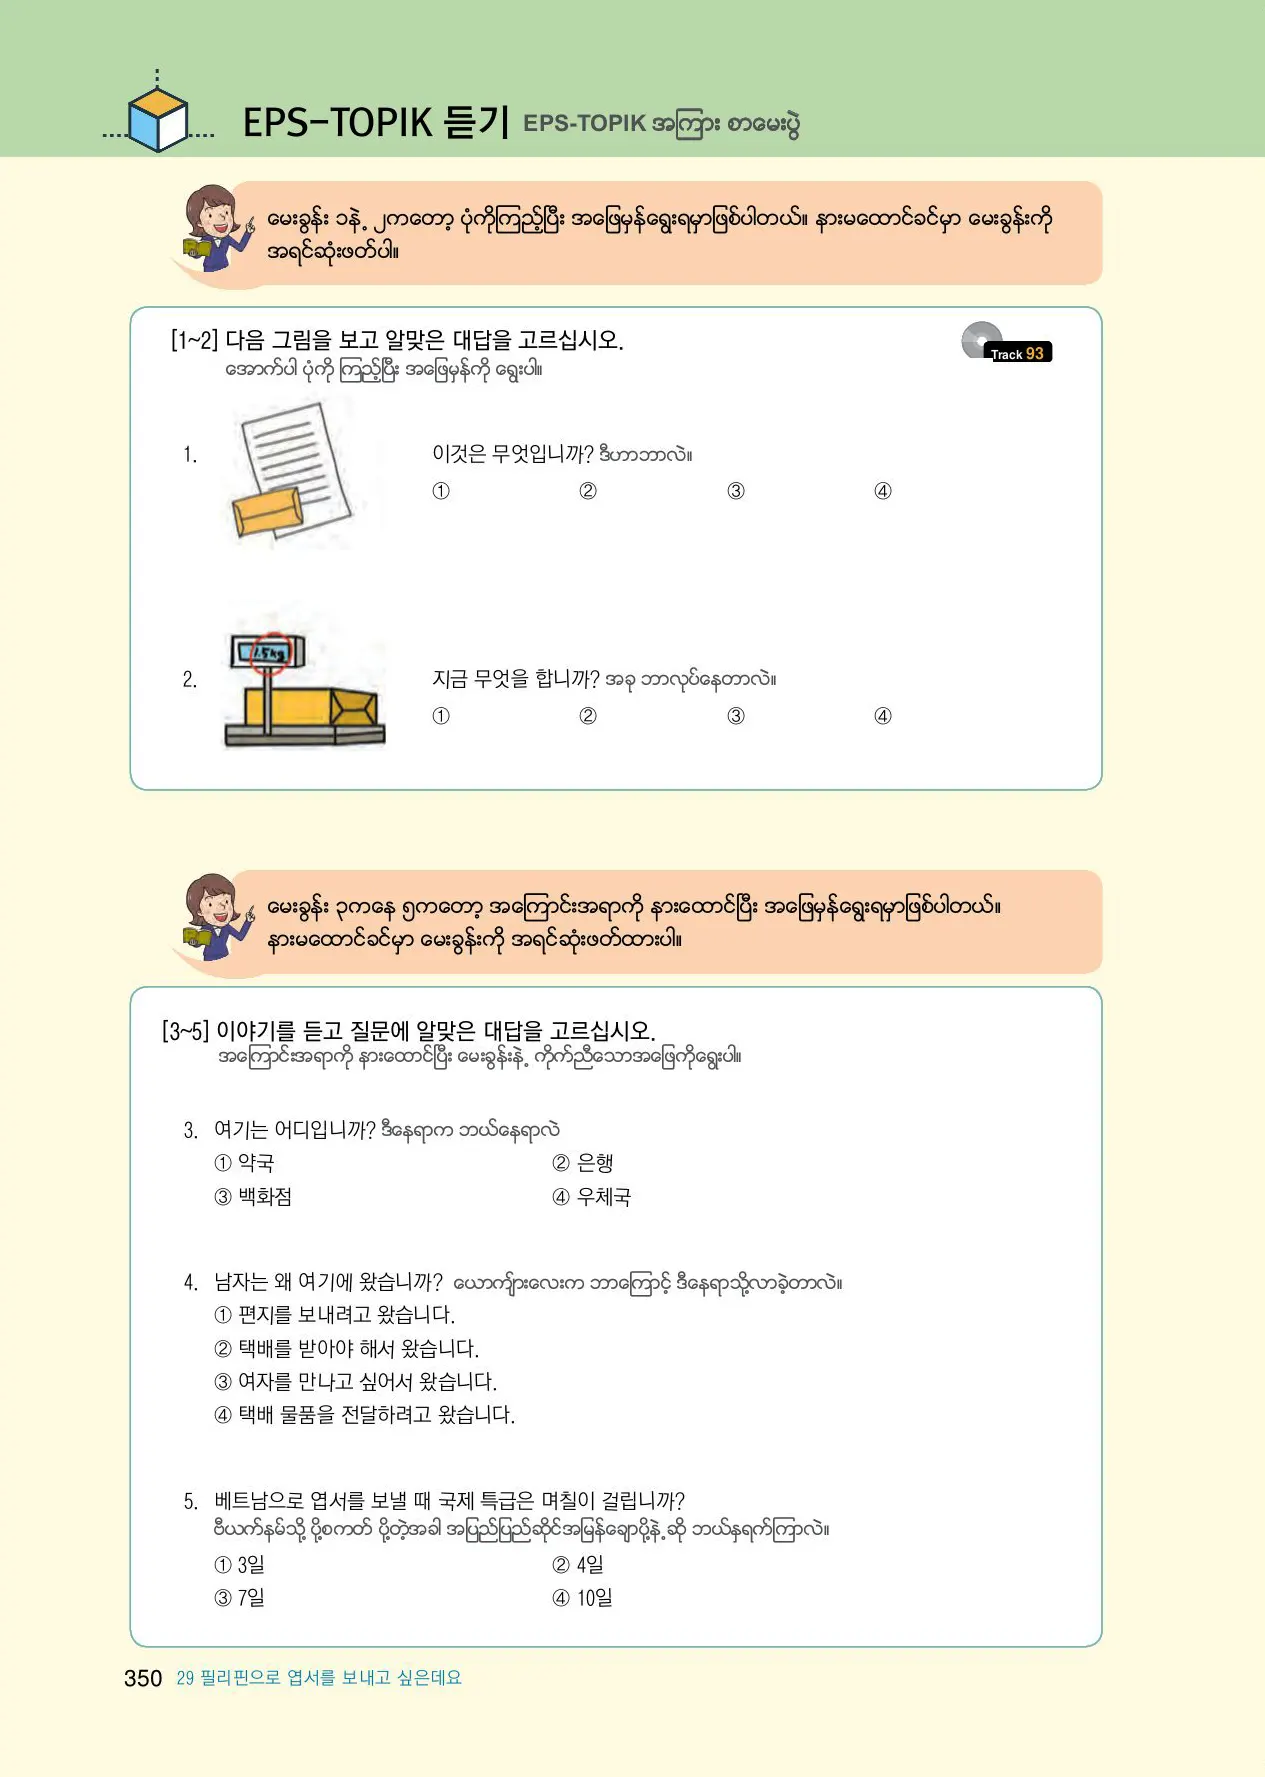 EPS-TOPIK 듣기 EPS-TOPIK အကြား စာမေးပွဲ
မေးခွန်း ၁နဲ့ ၂ကတော့ ပုံကိုကြည့်ပြီး အဖြေမှန်ရွေးရမှာဖြစ်ပါတယ်။ နားမထောင်ခင်မှာ မေးခွန်းကို
အရင်ဆုံးဖတ်ပါ။
[1~2] 다음 그림을 보고 알맞은 대답을 고르십시오.
Track 93
အောက်ပါ ပုံကို ကြည့်ပြီး အဖြေမှန်ကို ရွေးပါ။
1. 이것은 무엇입니까? ဒီဟာဘာလဲ။
① ② ③ ④
1.5kg
2. 지금 무엇을 합니까? အခု ဘာလုပ်နေတာလဲ။
① ② ③ ④
မေးခွန်း ၃ကနေ ၅ကတော့ အကြောင်းအရာကို နားထောင်ပြီး အဖြေမှန်ရွေးရမှာဖြစ်ပါတယ်။
နားမထောင်ခင်မှာ မေးခွန်းကို အရင်ဆုံးဖတ်ထားပါ။
[3~5] 이야기를 듣고 질문에 알맞은 대답을 고르십시오.
အကြောင်းအရာကို နားထောင်ပြီး မေးခွန်းနဲ့ ကိုက်ညီသောအဖြေကိုရွေးပါ။
3. 여기는 어디입니까? ဒီနေရာက ဘယ်နေရာလဲ
① 약국 ② 은행
③ 백화점 ④ 우체국
4. 남자는 왜 여기에 왔습니까? ယောကျ်ားလေးက ဘာကြောင့် ဒီနေရာသို့လာခဲ့တာလဲ။
① 편지를 보내려고 왔습니다.
② 택배를 받아야 해서 왔습니다.
③ 여자를 만나고 싶어서 왔습니다.
④ 택배 물품을 전달하려고 왔습니다.
5. 베트남으로 엽서를 보낼 때 국제 특급은 며칠이 걸립니까?
ဗီယက်နမ်သို့ ပို့စကတ် ပို့တဲ့အခါ အပြည်ပြည်ဆိုင်အမြန်ချောပို့နဲ့ဆို ဘယ်နှရက်ကြာလဲ။
① 3일 ② 4일
③ 7일 ④ 10일
350 29 필리핀으로 엽서를 보내고 싶은데요